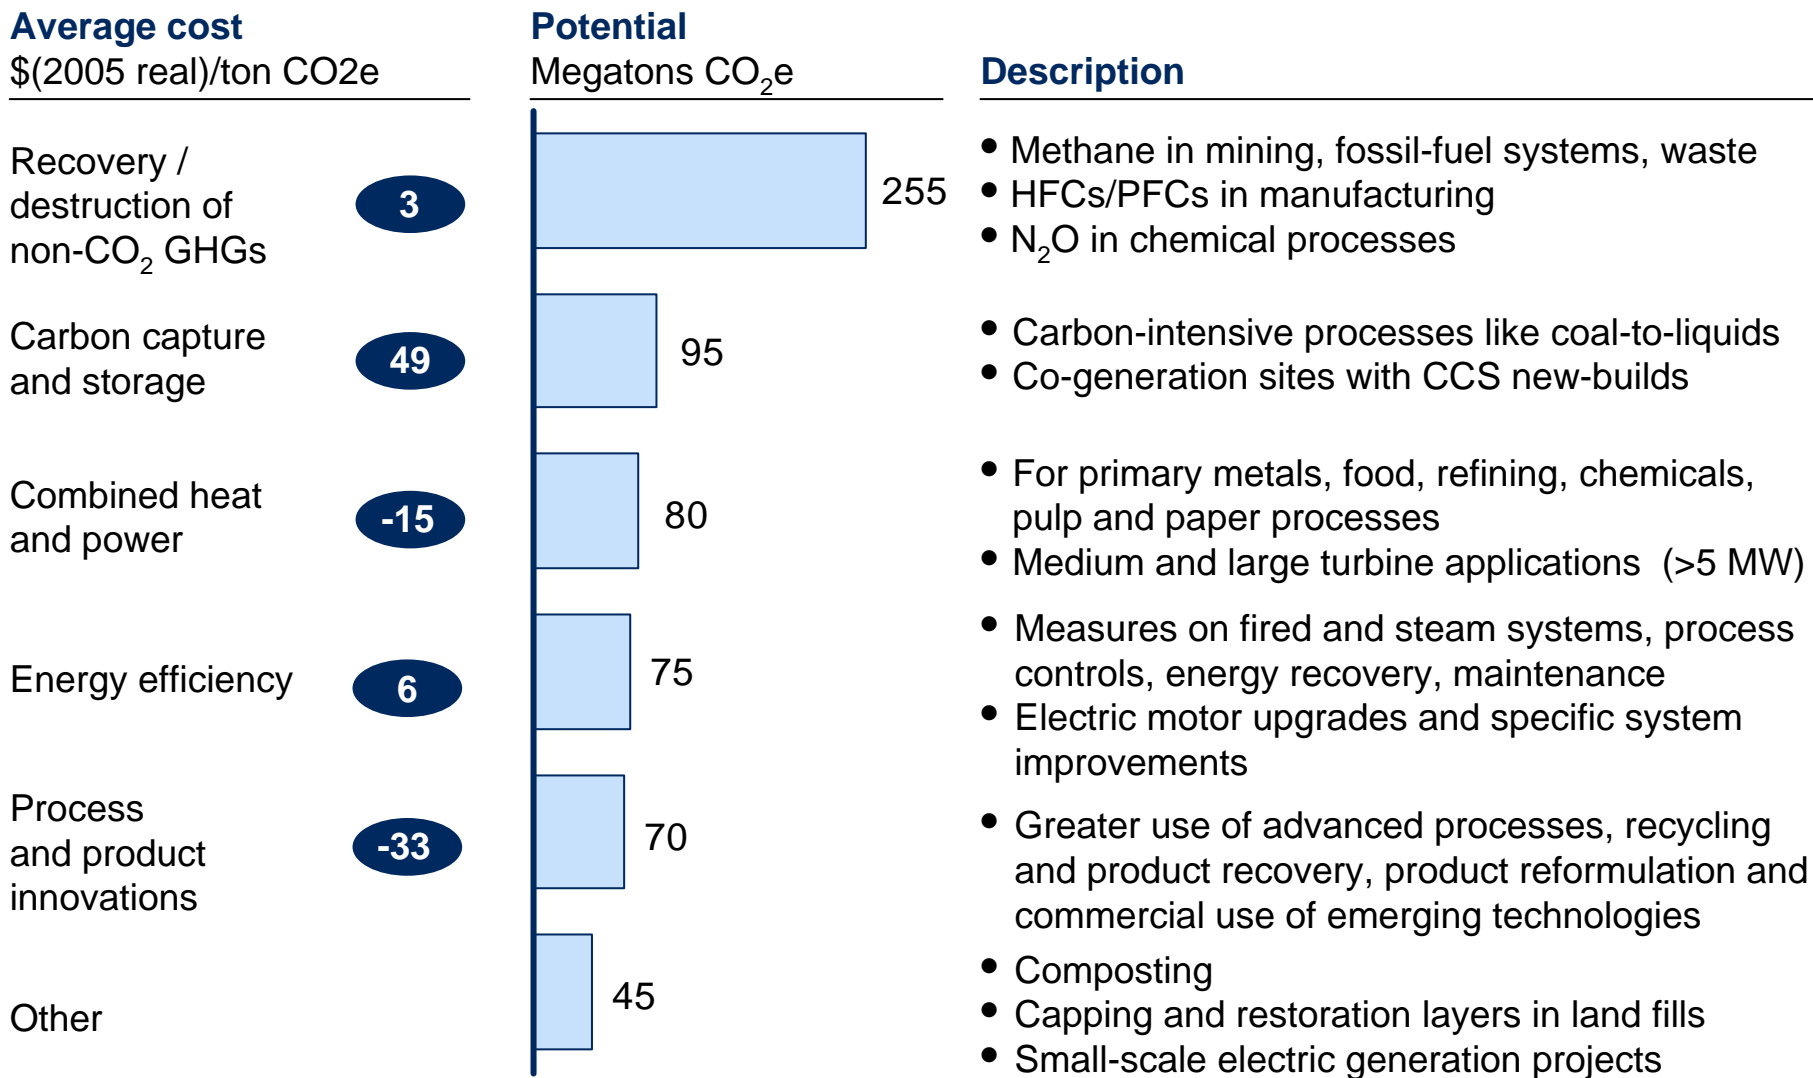 Average cost
$(2005 real)/ton CO2e
Potential
Megatons CO₂e
Description
Recovery /
destruction of
non-CO₂ GHGs
3
255
• Methane in mining, fossil-fuel systems, waste
• HFCs/PFCs in manufacturing
• N₂O in chemical processes
Carbon capture
and storage
49
95
• Carbon-intensive processes like coal-to-liquids
• Co-generation sites with CCS new-builds
Combined heat
and power
-15
80
• For primary metals, food, refining, chemicals,
pulp and paper processes
• Medium and large turbine applications (>5 MW)
Energy efficiency
6
75
• Measures on fired and steam systems, process
controls, energy recovery, maintenance
• Electric motor upgrades and specific system
improvements
Process
and product
innovations
-33
70
• Greater use of advanced processes, recycling
and product recovery, product reformulation and
commercial use of emerging technologies
Other
45
• Composting
• Capping and restoration layers in land fills
• Small-scale electric generation projects